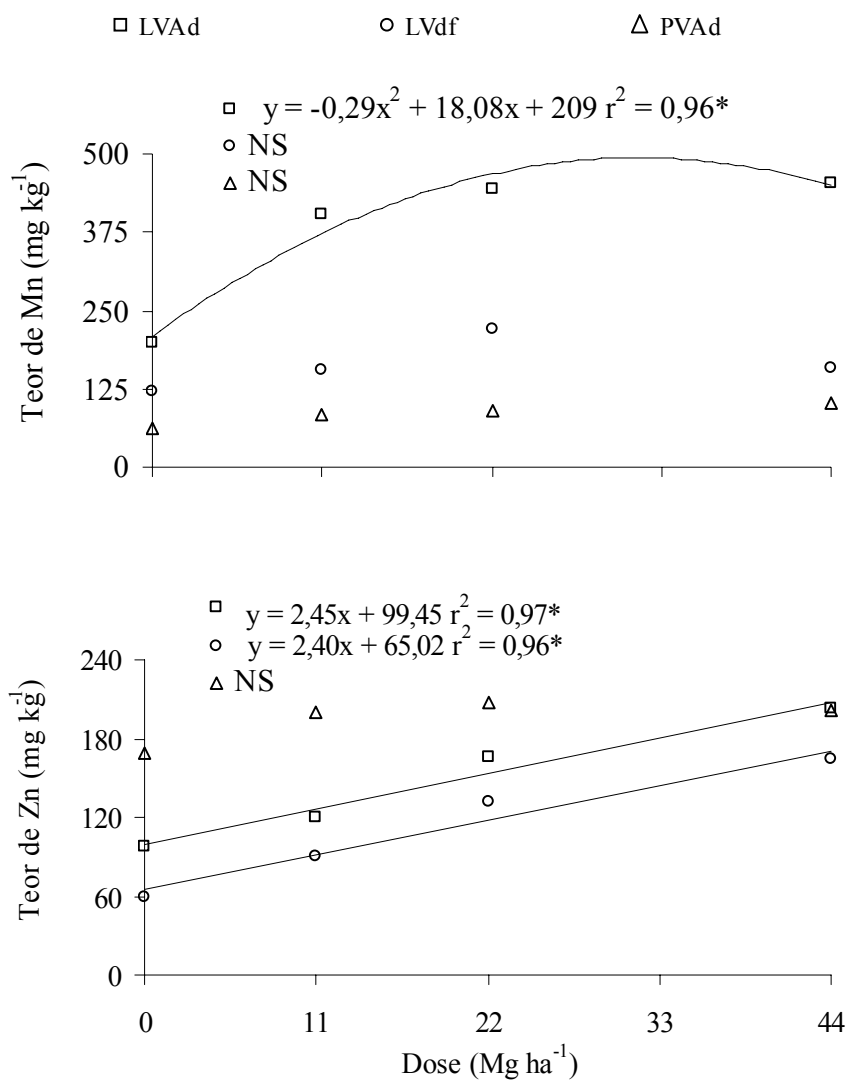 LVAd LVdf PVAd
y = -0,29x² + 18,08x + 209 r² = 0,96*
NS
NS
500
375
250
125
0
Teor de Mn (mg kg⁻¹)
y = 2,45x + 99,45 r² = 0,97*
y = 2,40x + 65,02 r² = 0,96*
NS
240
180
120
60
0
Teor de Zn (mg kg⁻¹)
0 11 22 33 44
Dose (Mg ha⁻¹)